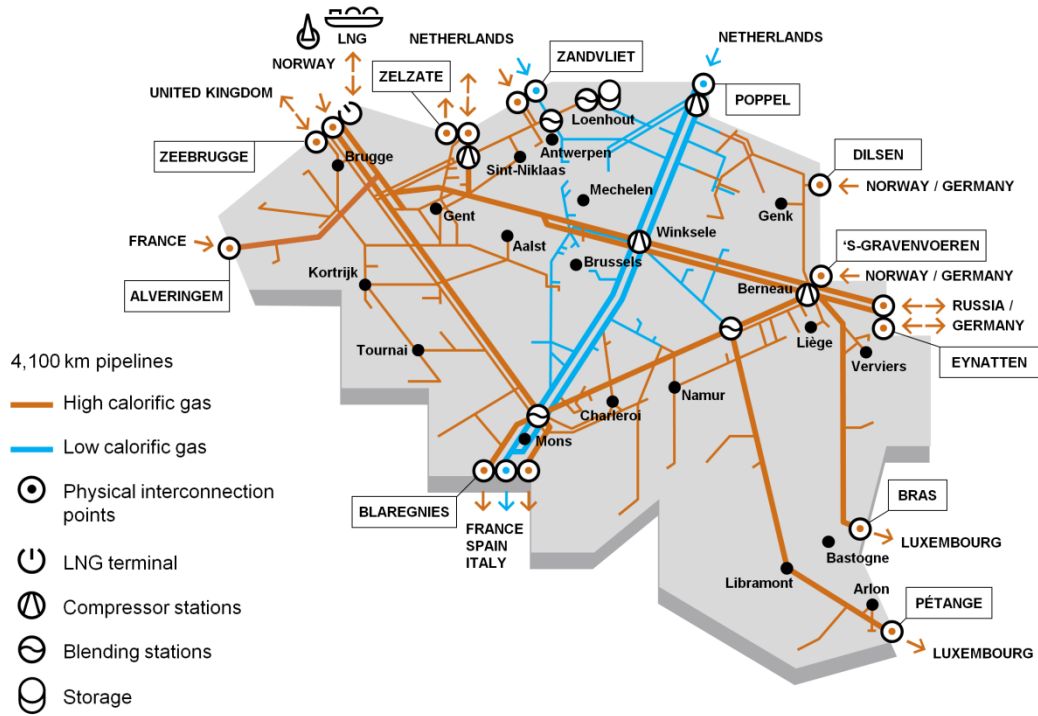 LNG
NORWAY
NETHERLANDS
ZANDVLIET
NETHERLANDS
ZELZATE
POPPEL
UNITED KINGDOM
Loenhout
ZEEBRUGGE
Brugge
Antwerpen
Sint-Niklaas
DILSEN
Mechelen
NORWAY / GERMANY
Gent
Genk
Winksele
FRANCE
Aalst
'S-GRAVENVOEREN
Brussels
Kortrijk
NORWAY / GERMANY
ALVERINGEM
Berneau
RUSSIA /
GERMANY
Liège
Tournai
Verviers
EYNATTEN
4,100 km pipelines
Namur
High calorific gas
Charleroi
Mons
Low calorific gas
Physical interconnection
points
BLAREGNIES
BRAS
FRANCE
SPAIN
ITALY
LUXEMBOURG
Bastogne
LNG terminal
Libramont
Arlon
PÉTANGE
Compressor stations
Blending stations
LUXEMBOURG
Storage